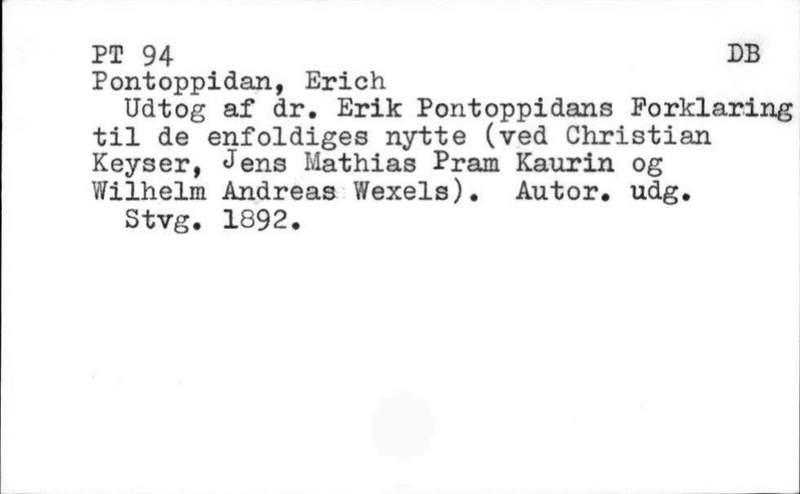 PT 94 DB
Pontoppidan, Erich
Udtog af dr. Erik Pontoppidans Forklaring
til de enfoldiges nytte (ved Christian
Keyser, Jens Mathias Pram Kaurin og
Wilhelm Andreas Wexels). Autor. udg.
Stvg. 1892.